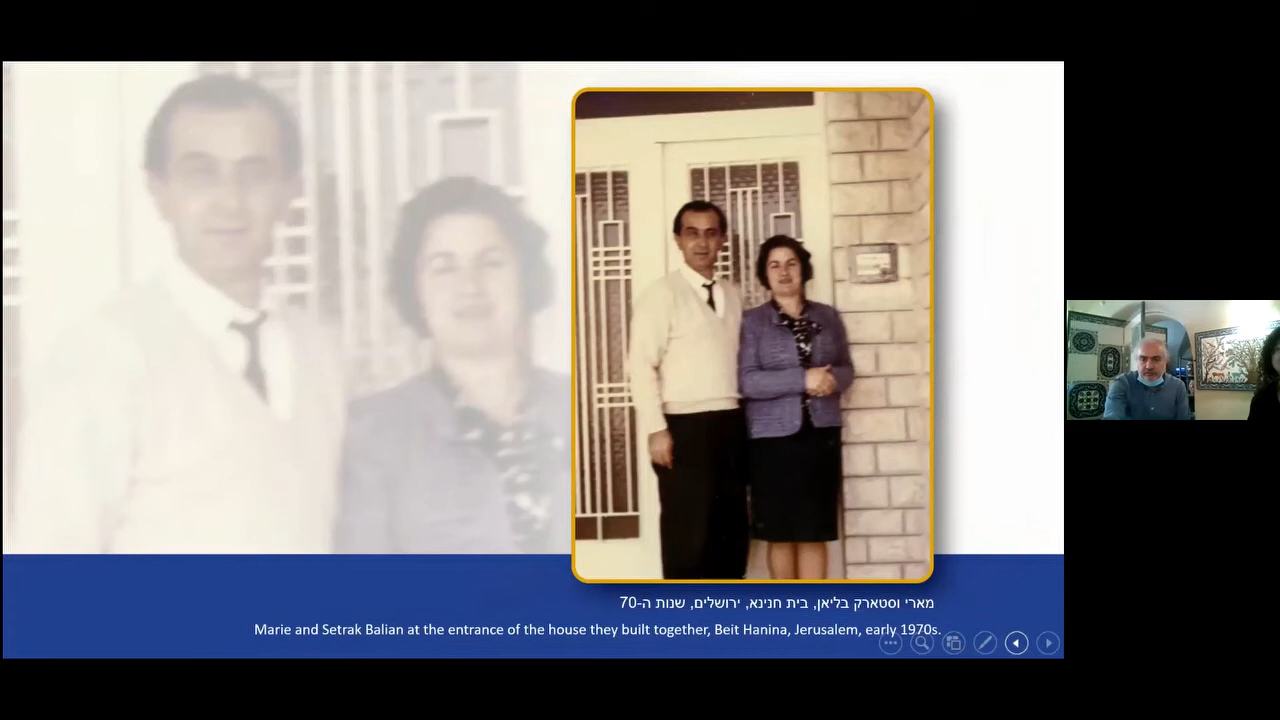 מארי וסטארק בליאן, בית חנינא, ירושלים, שנות ה-70
Marie and Setrak Balian at the entrance of the house they built together, Beit Hanina, Jerusalem, early 1970s.